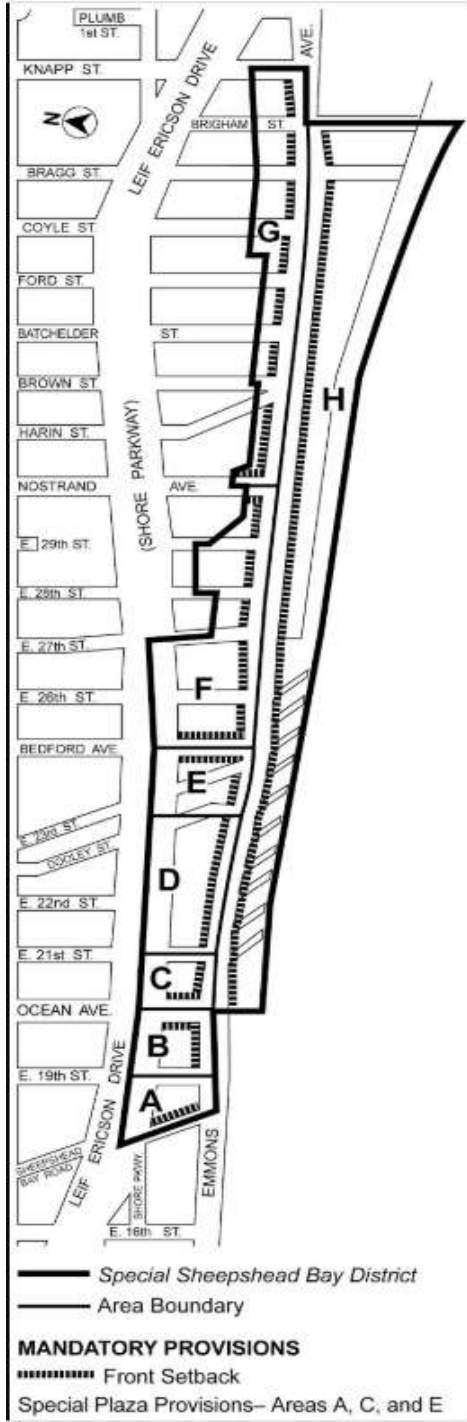 PLUMB
1st ST.
KNAPP ST.
AVE.
LEIF ERICSON DRIVE
N
BRIGHAM ST.
BRAGG ST.
COYLE ST.
G
FORD ST.
BATCHELDER ST.
BROWN ST.
H
HARIN ST.
(SHORE PARKWAY)
NOSTRAND AVE.
E. 29th ST.
E. 28th ST.
E. 27th ST.
F
E. 26th ST.
BEDFORD AVE.
E
E. 23rd ST.
DOOLEY ST.
D
E. 22nd ST.
E. 21st ST.
C
OCEAN AVE.
B
E. 19th ST.
A
LEIF ERICSON DRIVE
SHEEPSHEAD
BAY ROAD
SHORE PKWY
EMMONS
E. 16th ST.
Special Sheepshead Bay District
Area Boundary
MANDATORY PROVISIONS
Front Setback
Special Plaza Provisions– Areas A, C, and E